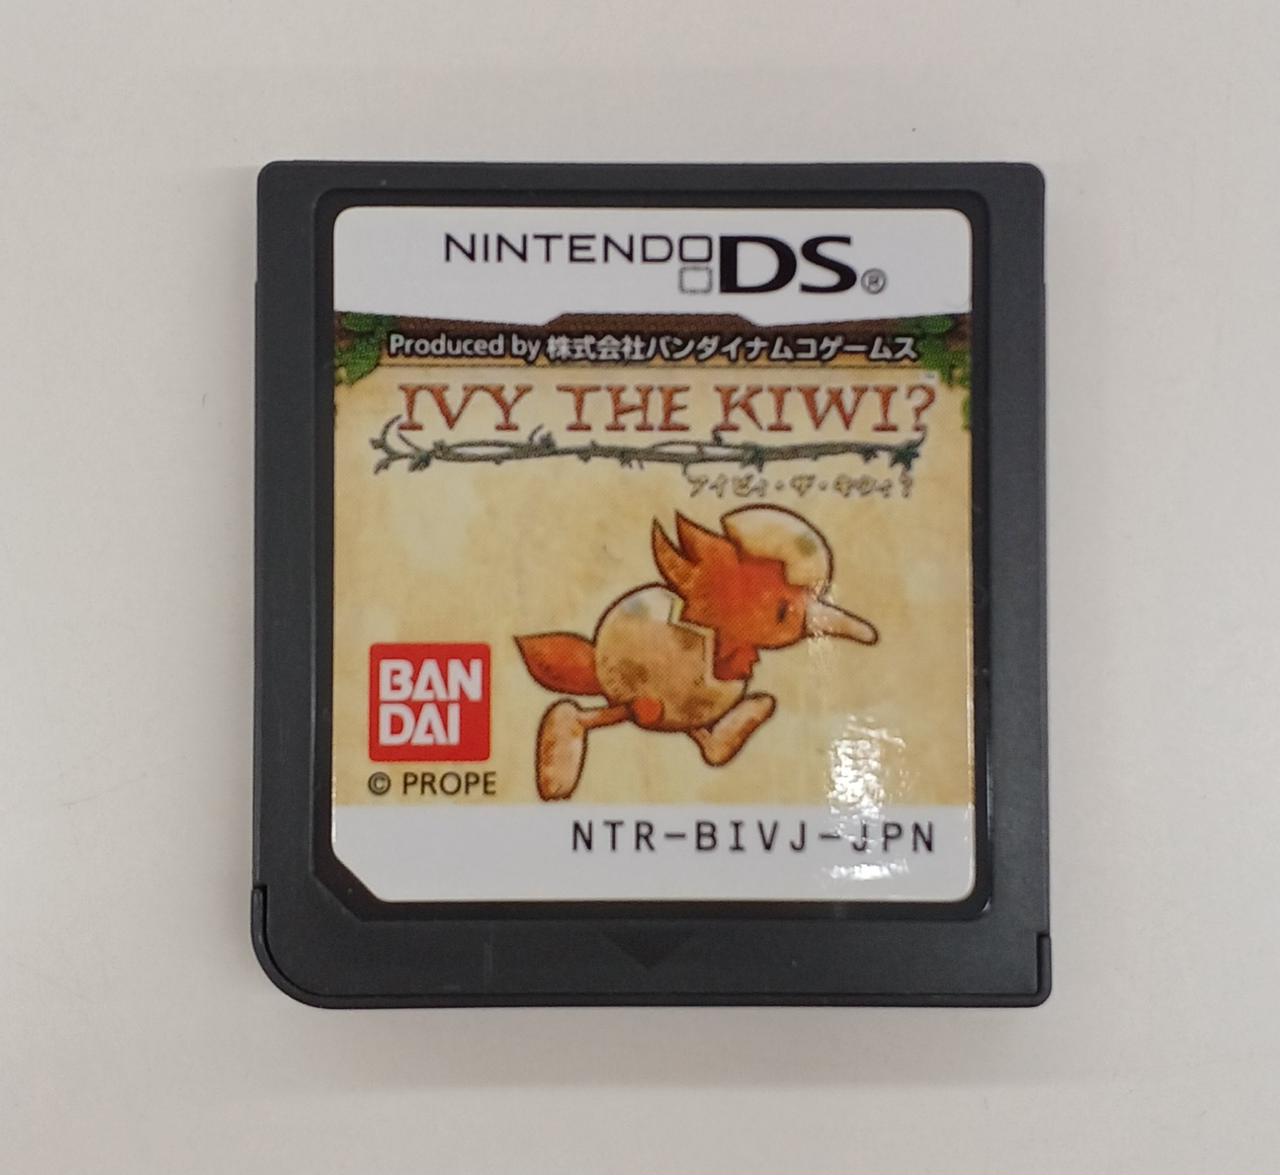 NINTENDO DS®
Produced by 株式会社バンダイナムコゲームス
IVY THE KIWI?™
アイビィ・ザ・キウィ?
BAN
DAI
© PROPE
NTR-BIVJ-JPN